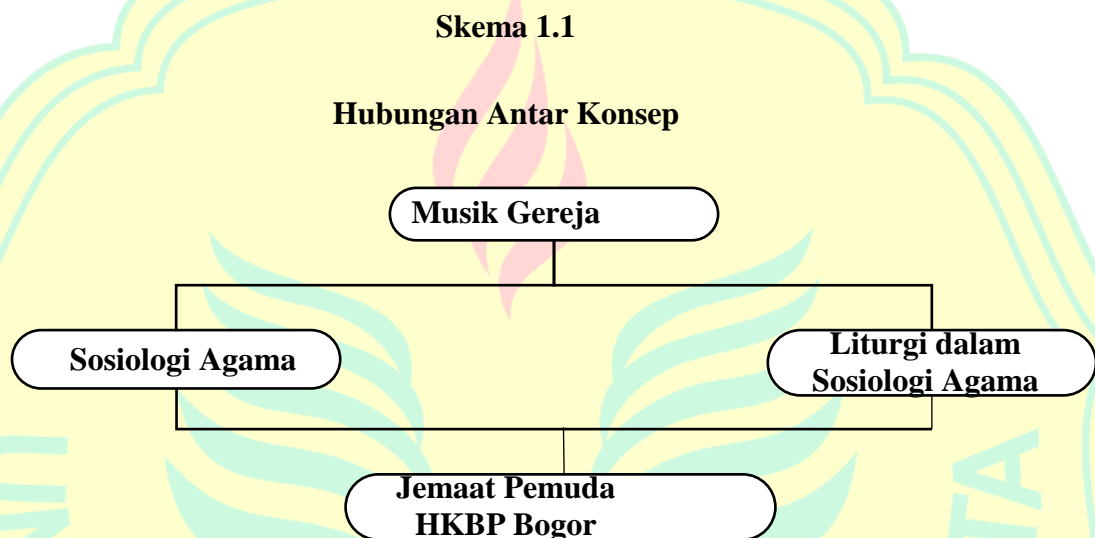 Skema 1.1
Hubungan Antar Konsep
Musik Gereja
Sosiologi Agama
Liturgi dalam
Sosiologi Agama
Jemaat Pemuda
HKBP Bogor